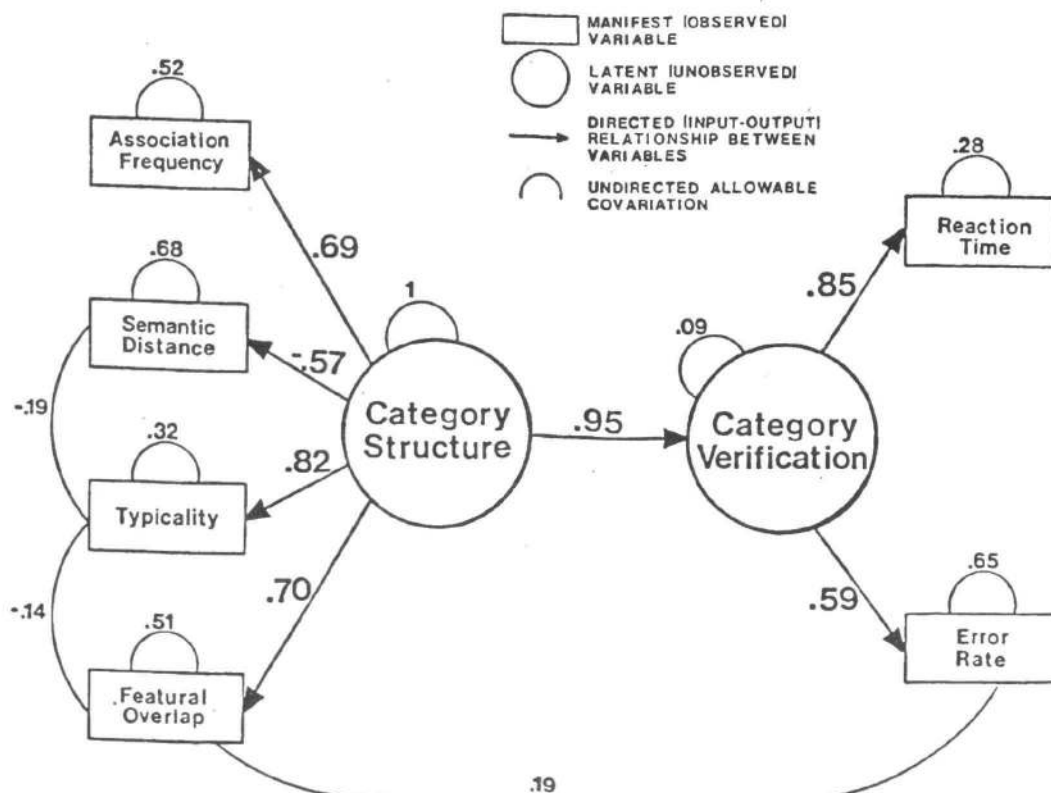 MANIFEST |OBSERVED|
VARIABLE
LATENT |UNOBSERVED|
VARIABLE
DIRECTED |INPUT-OUTPUT|
RELATIONSHIP BETWEEN
VARIABLES
UNDIRECTED ALLOWABLE
COVARIATION
.52
Association
Frequency
.69
.68
Semantic
Distance
-.57
-.19
.32
Typicality
.82
-.14
.51
Featural
Overlap
.70
1
Category
Structure
.95
.09
Category
Verification
.85
.28
Reaction
Time
.59
.65
Error
Rate
.19